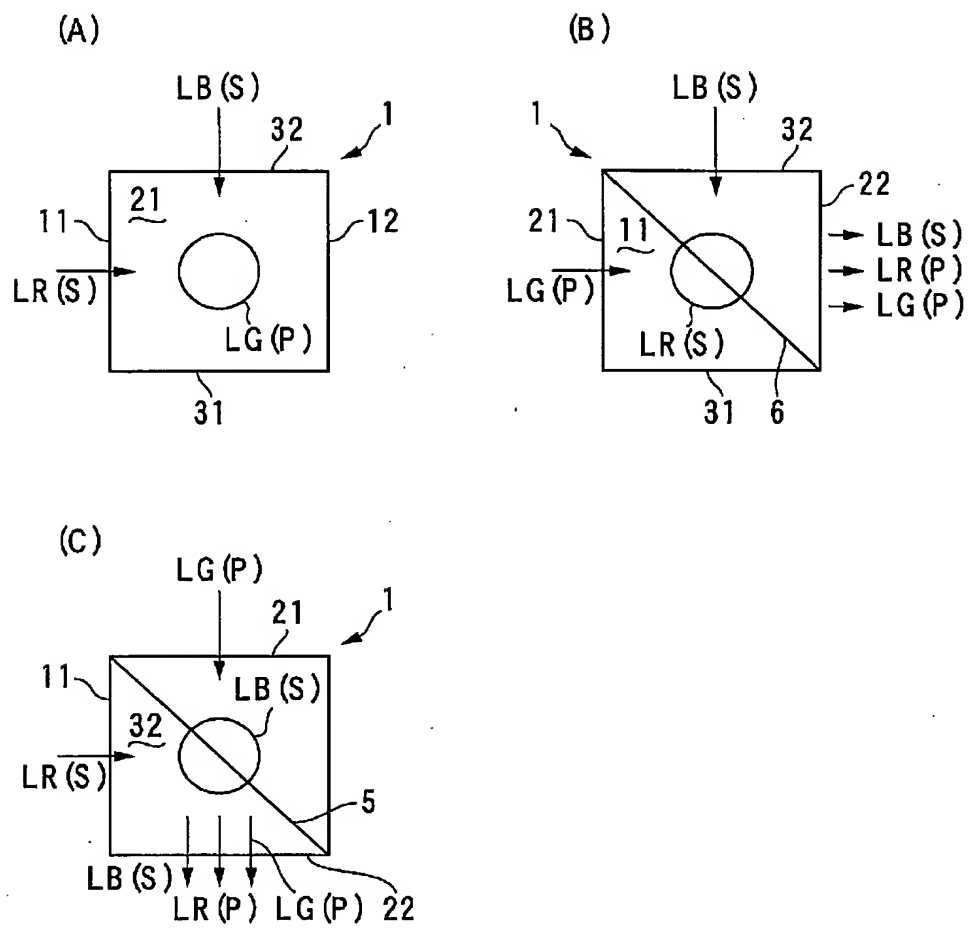 (A)
LB(S)
32
1
21
11
12
LR(S)
LG(P)
31
(B)
LB(S)
1
32
22
21
11
LB(S)
LR(P)
LG(P)
LG(P)
LR(S)
31
6
(C)
LG(P)
21
1
11
LB(S)
32
LR(S)
5
LB(S)
LR(P) LG(P) 22